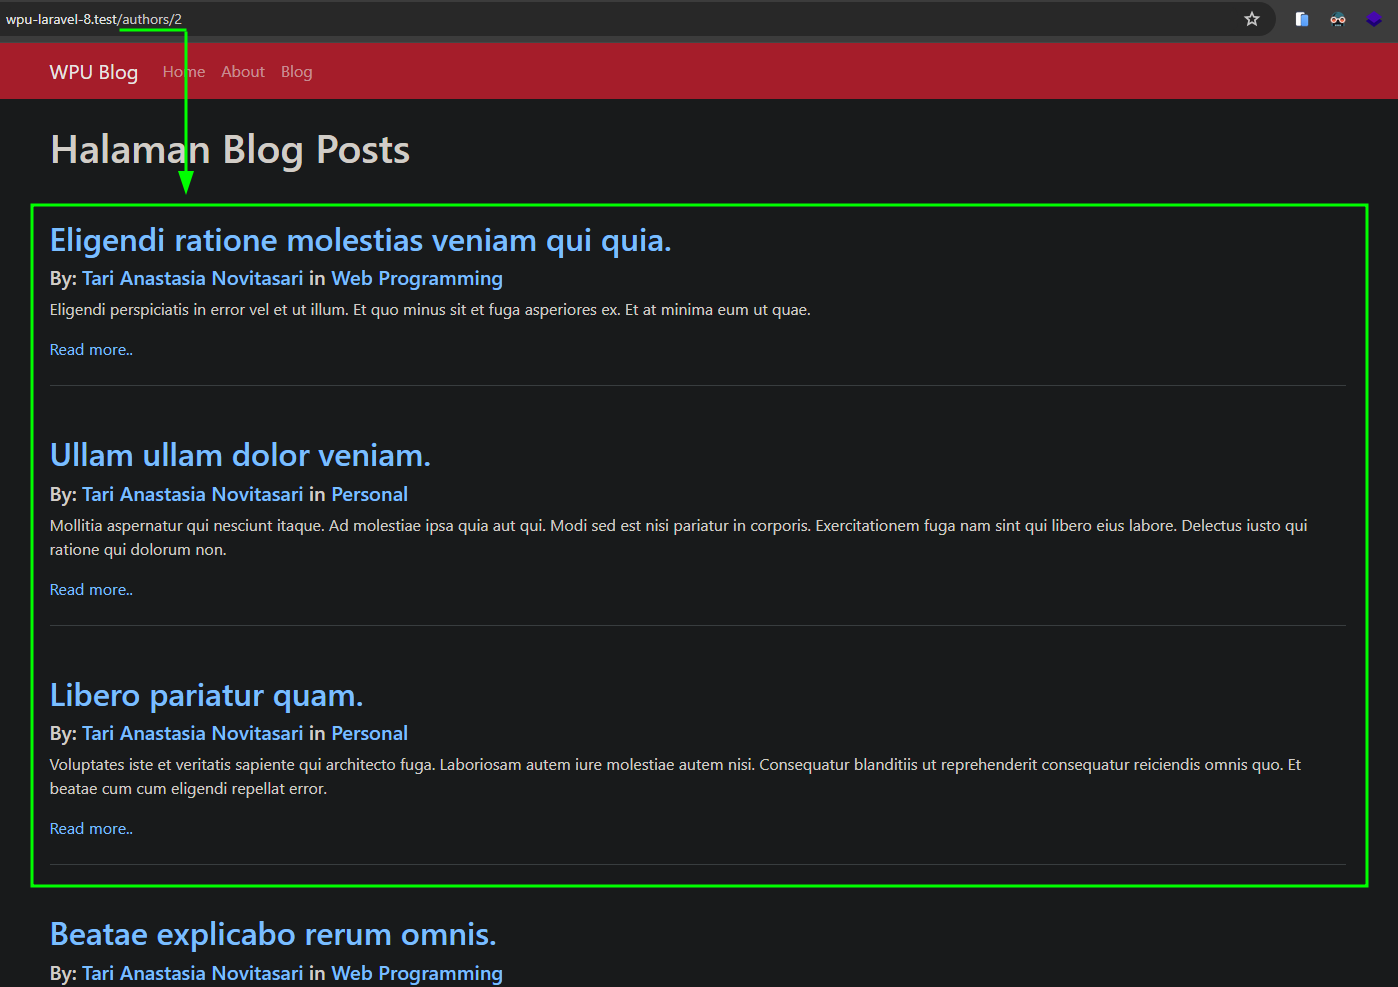 wpu-laravel-8.test/authors/2
WPU Blog Home About Blog
Halaman Blog Posts
Eligendi ratione molestias veniam qui quia.
By: Tari Anastasia Novitasari in Web Programming
Eligendi perspiciatis in error vel et ut illum. Et quo minus sit et fuga asperiores ex. Et at minima eum ut quae.
Read more..
Ullam ullam dolor veniam.
By: Tari Anastasia Novitasari in Personal
Mollitia aspernatur qui nesciunt itaque. Ad molestiae ipsa quia aut qui. Modi sed est nisi pariatur in corporis. Exercitationem fuga nam sint qui libero eius labore. Delectus iusto qui
ratione qui dolorum non.
Read more..
Libero pariatur quam.
By: Tari Anastasia Novitasari in Personal
Voluptates iste et veritatis sapiente qui architecto fuga. Laboriosam autem iure molestiae autem nisi. Consequatur blanditiis ut reprehenderit consequatur reiciendis omnis quo. Et
beatae cum cum eligendi repellat error.
Read more..
Beatae explicabo rerum omnis.
By: Tari Anastasia Novitasari in Web Programming